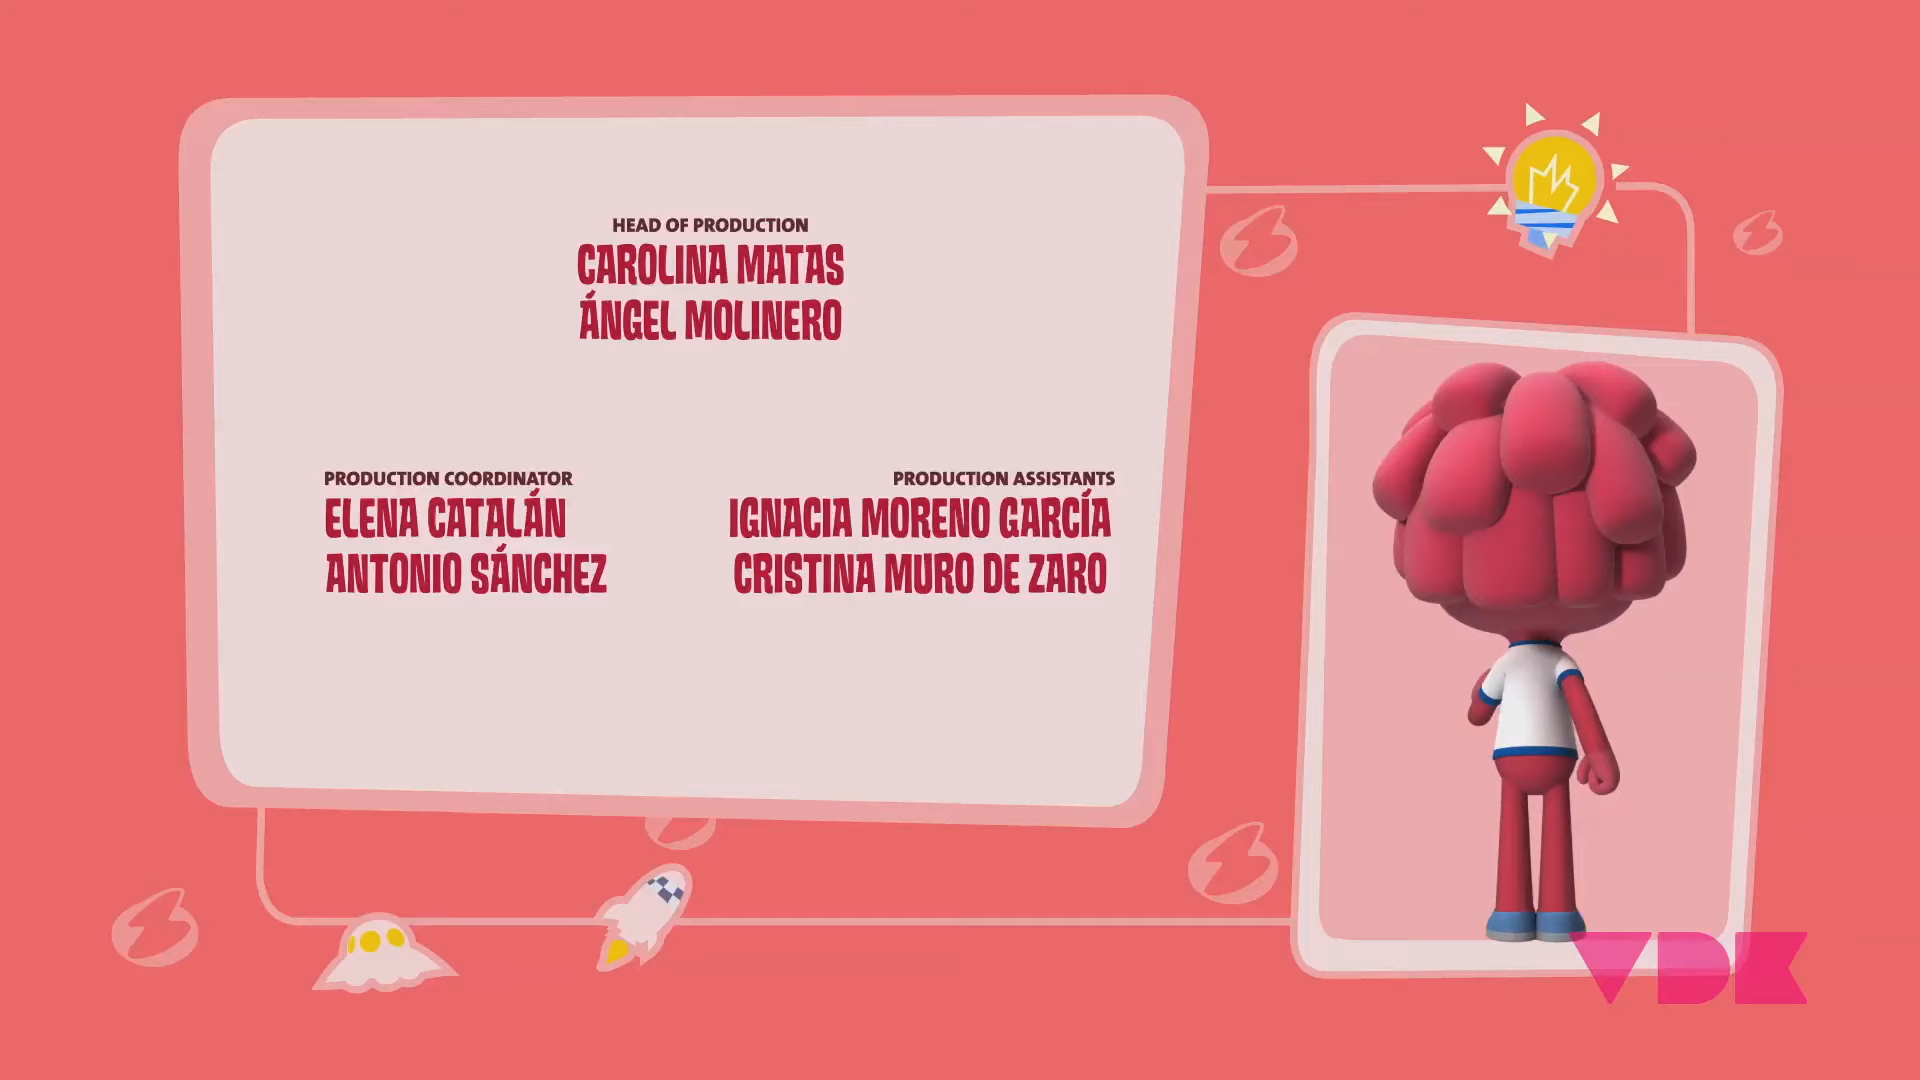 HEAD OF PRODUCTION
CAROLINA MATAS
ÁNGEL MOLINERO
PRODUCTION COORDINATOR
ELENA CATALÁN
ANTONIO SÁNCHEZ
PRODUCTION ASSISTANTS
IGNACIA MORENO GARCÍA
CRISTINA MURO DE ZARO
VDK